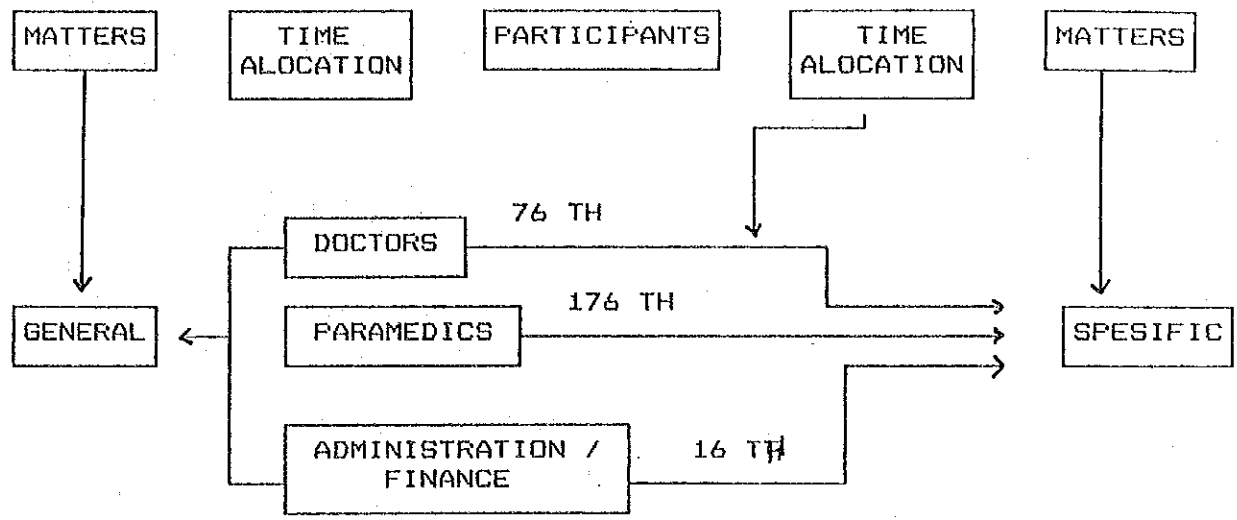 MATTERS
TIME
ALOCATION
PARTICIPANTS
TIME
ALOCATION
MATTERS
76 TH
DOCTORS
176 TH
GENERAL
PARAMEDICS
SPESIFIC
ADMINISTRATION /
FINANCE
16 TH